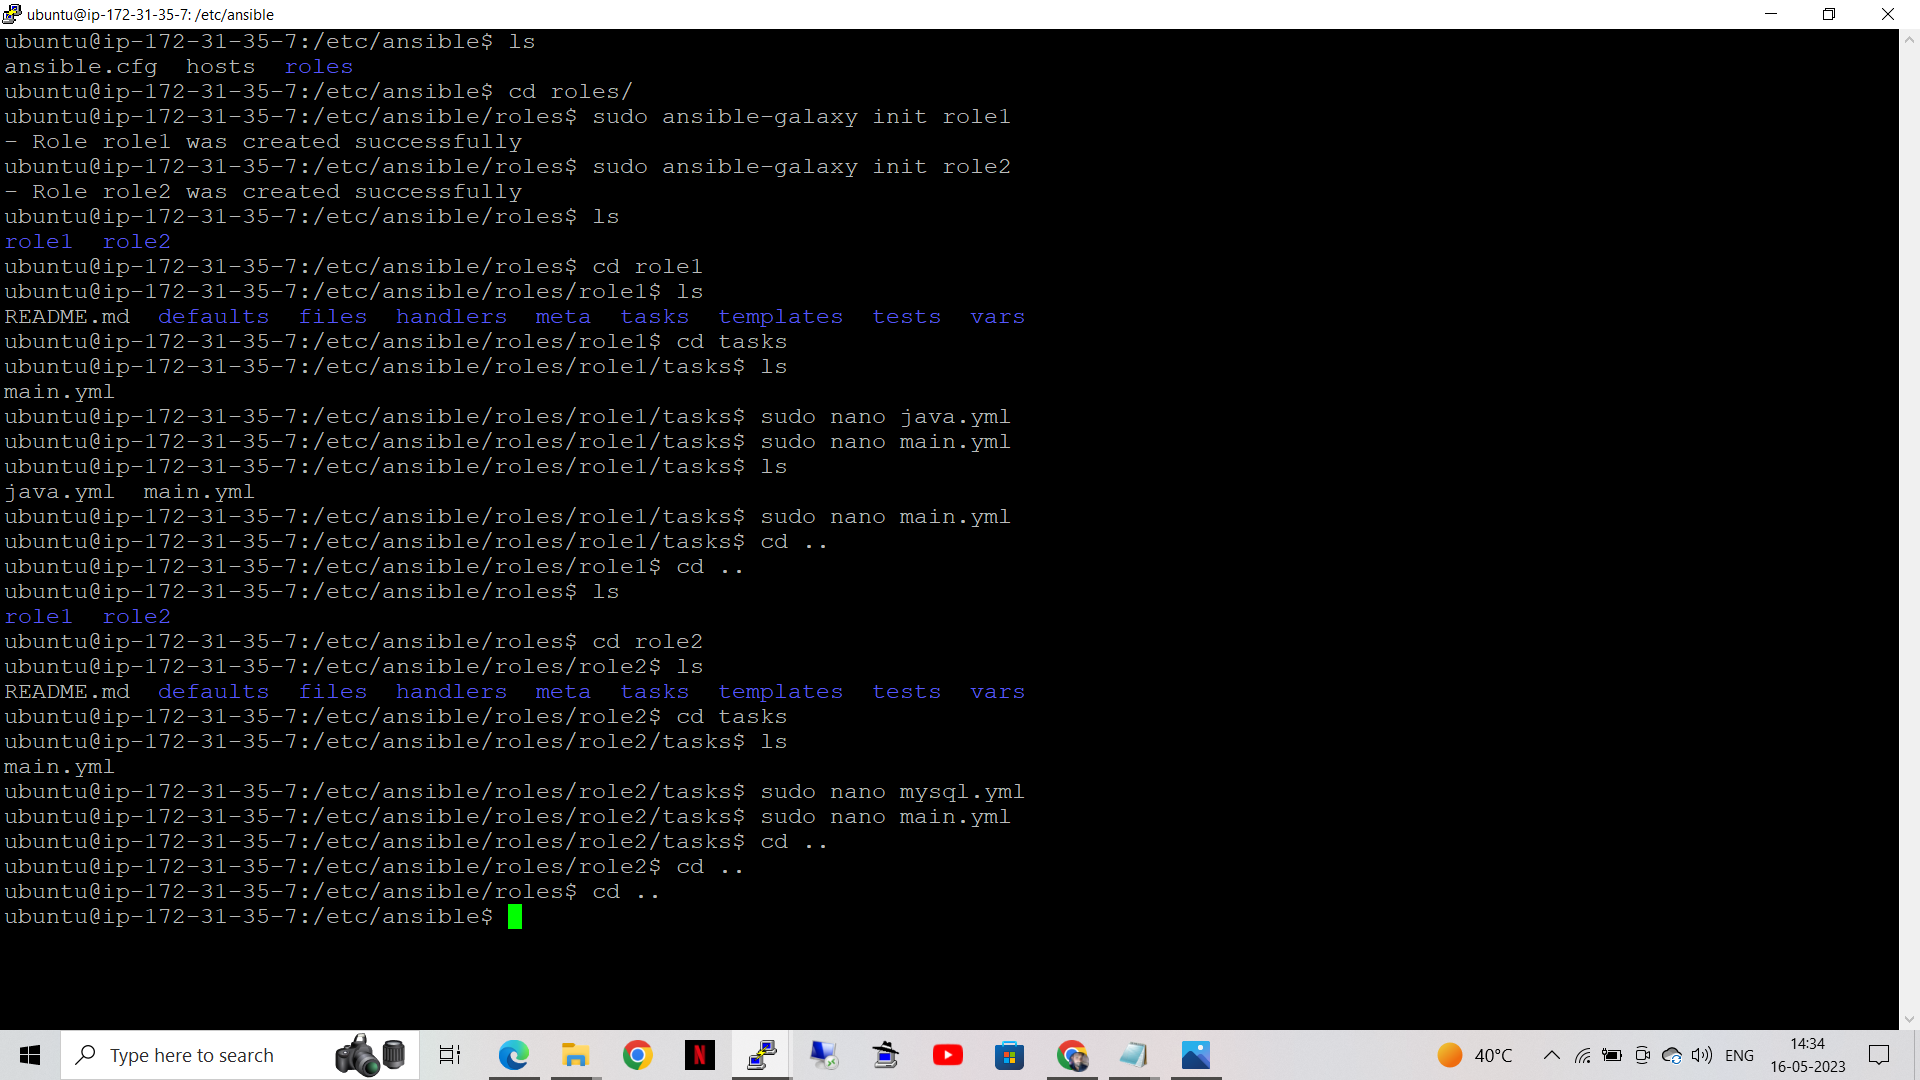 ubuntu@ip-172-31-35-7: /etc/ansible
ubuntu@ip-172-31-35-7:/etc/ansible$ ls
ansible.cfg  hosts  roles
ubuntu@ip-172-31-35-7:/etc/ansible$ cd roles/
ubuntu@ip-172-31-35-7:/etc/ansible/roles$ sudo ansible-galaxy init role1
- Role role1 was created successfully
ubuntu@ip-172-31-35-7:/etc/ansible/roles$ sudo ansible-galaxy init role2
- Role role2 was created successfully
ubuntu@ip-172-31-35-7:/etc/ansible/roles$ ls
role1  role2
ubuntu@ip-172-31-35-7:/etc/ansible/roles$ cd role1
ubuntu@ip-172-31-35-7:/etc/ansible/roles/role1$ ls
README.md  defaults  files  handlers  meta  tasks  templates  tests  vars
ubuntu@ip-172-31-35-7:/etc/ansible/roles/role1$ cd tasks
ubuntu@ip-172-31-35-7:/etc/ansible/roles/role1/tasks$ ls
main.yml
ubuntu@ip-172-31-35-7:/etc/ansible/roles/role1/tasks$ sudo nano java.yml
ubuntu@ip-172-31-35-7:/etc/ansible/roles/role1/tasks$ sudo nano main.yml
ubuntu@ip-172-31-35-7:/etc/ansible/roles/role1/tasks$ ls
java.yml  main.yml
ubuntu@ip-172-31-35-7:/etc/ansible/roles/role1/tasks$ sudo nano main.yml
ubuntu@ip-172-31-35-7:/etc/ansible/roles/role1/tasks$ cd ..
ubuntu@ip-172-31-35-7:/etc/ansible/roles/role1$ cd ..
ubuntu@ip-172-31-35-7:/etc/ansible/roles$ ls
role1  role2
ubuntu@ip-172-31-35-7:/etc/ansible/roles$ cd role2
ubuntu@ip-172-31-35-7:/etc/ansible/roles/role2$ ls
README.md  defaults  files  handlers  meta  tasks  templates  tests  vars
ubuntu@ip-172-31-35-7:/etc/ansible/roles/role2$ cd tasks
ubuntu@ip-172-31-35-7:/etc/ansible/roles/role2/tasks$ ls
main.yml
ubuntu@ip-172-31-35-7:/etc/ansible/roles/role2/tasks$ sudo nano mysql.yml
ubuntu@ip-172-31-35-7:/etc/ansible/roles/role2/tasks$ sudo nano main.yml
ubuntu@ip-172-31-35-7:/etc/ansible/roles/role2/tasks$ cd ..
ubuntu@ip-172-31-35-7:/etc/ansible/roles/role2$ cd ..
ubuntu@ip-172-31-35-7:/etc/ansible/roles$ cd ..
ubuntu@ip-172-31-35-7:/etc/ansible$
Type here to search
N
40°C
ENG
14:34
16-05-2023